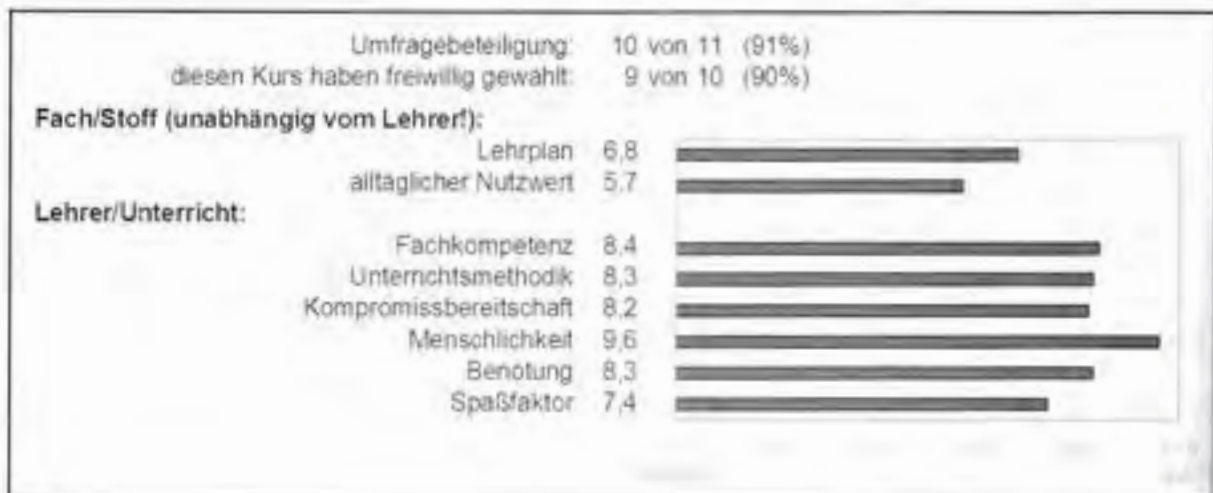 Umfragebeteiligung: 10 von 11 (91%)
diesen Kurs haben freiwillig gewählt: 9 von 10 (90%)
Fach/Stoff (unabhängig vom Lehrer!):
Lehrplan 6,8
alltäglicher Nutzwert 5,7
Lehrer/Unterricht:
Fachkompetenz 8,4
Unterrichtsmethodik 8,3
Kompromissbereitschaft 8,2
Menschlichkeit 9,6
Benotung 8,3
Spaßfaktor 7,4